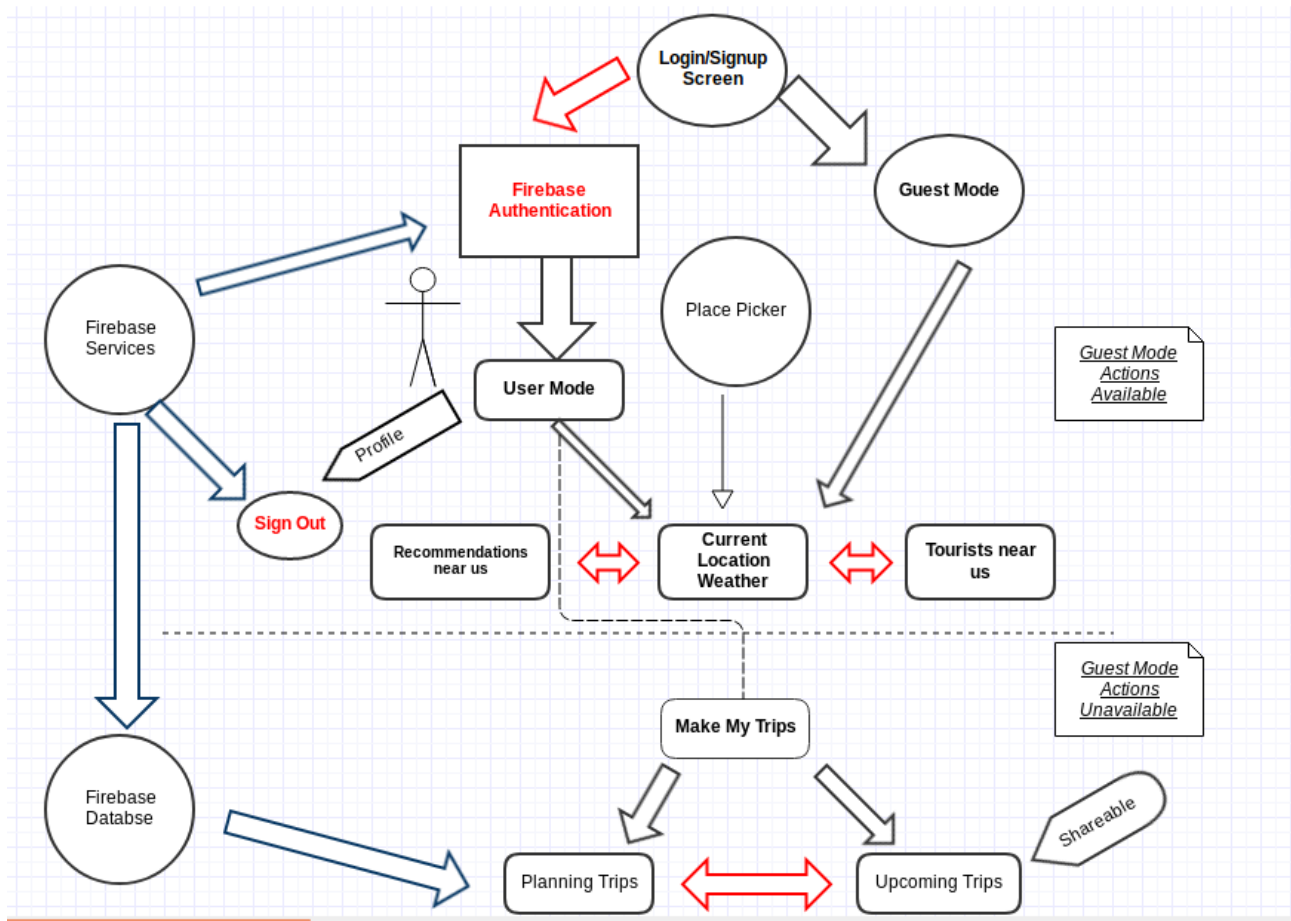 Login/Signup
Screen
Firebase
Authentication
Guest Mode
Place Picker
Firebase
Services
Guest Mode
Actions
Available
User Mode
Profile
Sign Out
Recommendations
near us
Current
Location
Weather
Tourists near
us
Guest Mode
Actions
Unavailable
Make My Trips
Firebase
Databse
Shareable
Planning Trips
Upcoming Trips